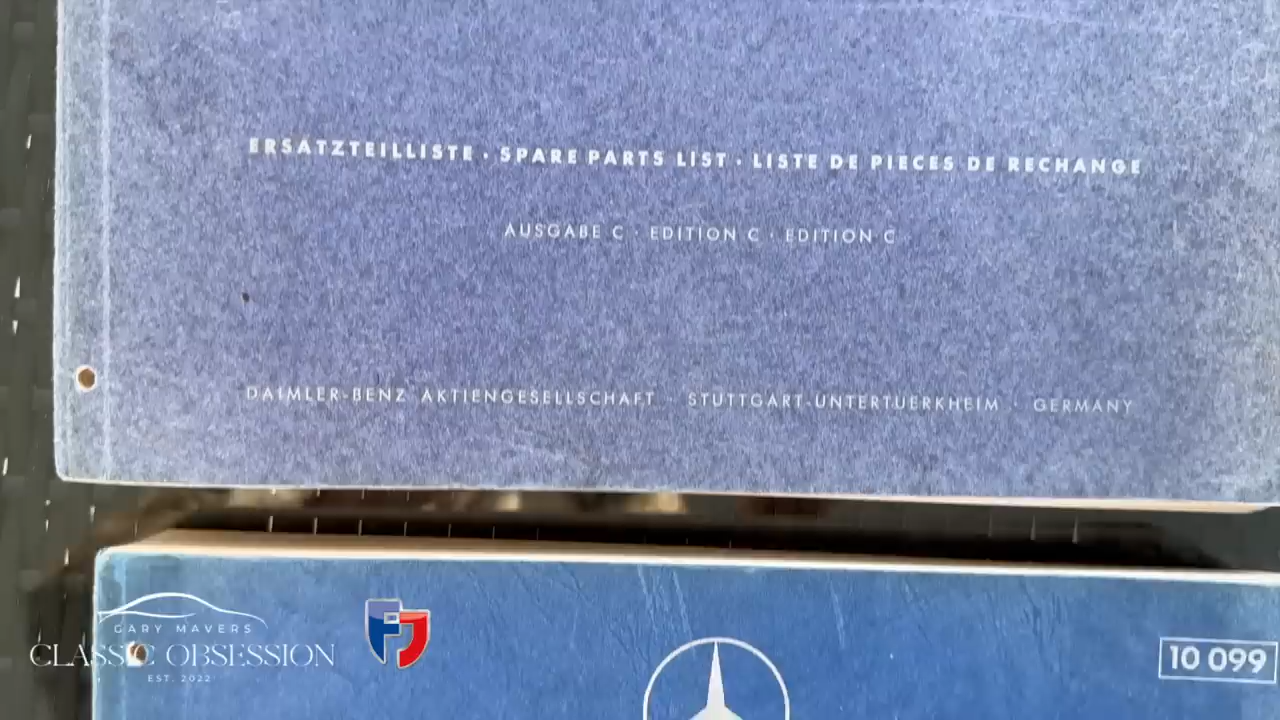 ERSATZTEILLISTE · SPARE PARTS LIST · LISTE DE PIECES DE RECHANGE
AUSGABE C · EDITION C · EDITION C
DAIMLER-BENZ AKTIENGESELLSCHAFT · STUTTGART-UNTERTUERKHEIM · GERMANY
10 099
GARY MAVERS
CLASSIC OBSESSION
EST. 2022